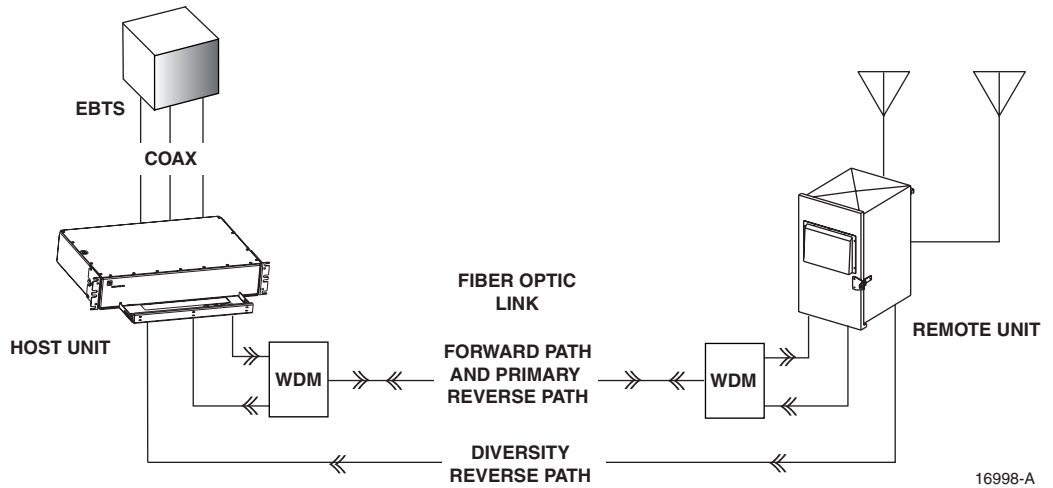 EBTS
COAX
FIBER OPTIC
LINK
HOST UNIT
REMOTE UNIT
WDM
FORWARD PATH
AND PRIMARY
REVERSE PATH
WDM
DIVERSITY
REVERSE PATH
16998-A